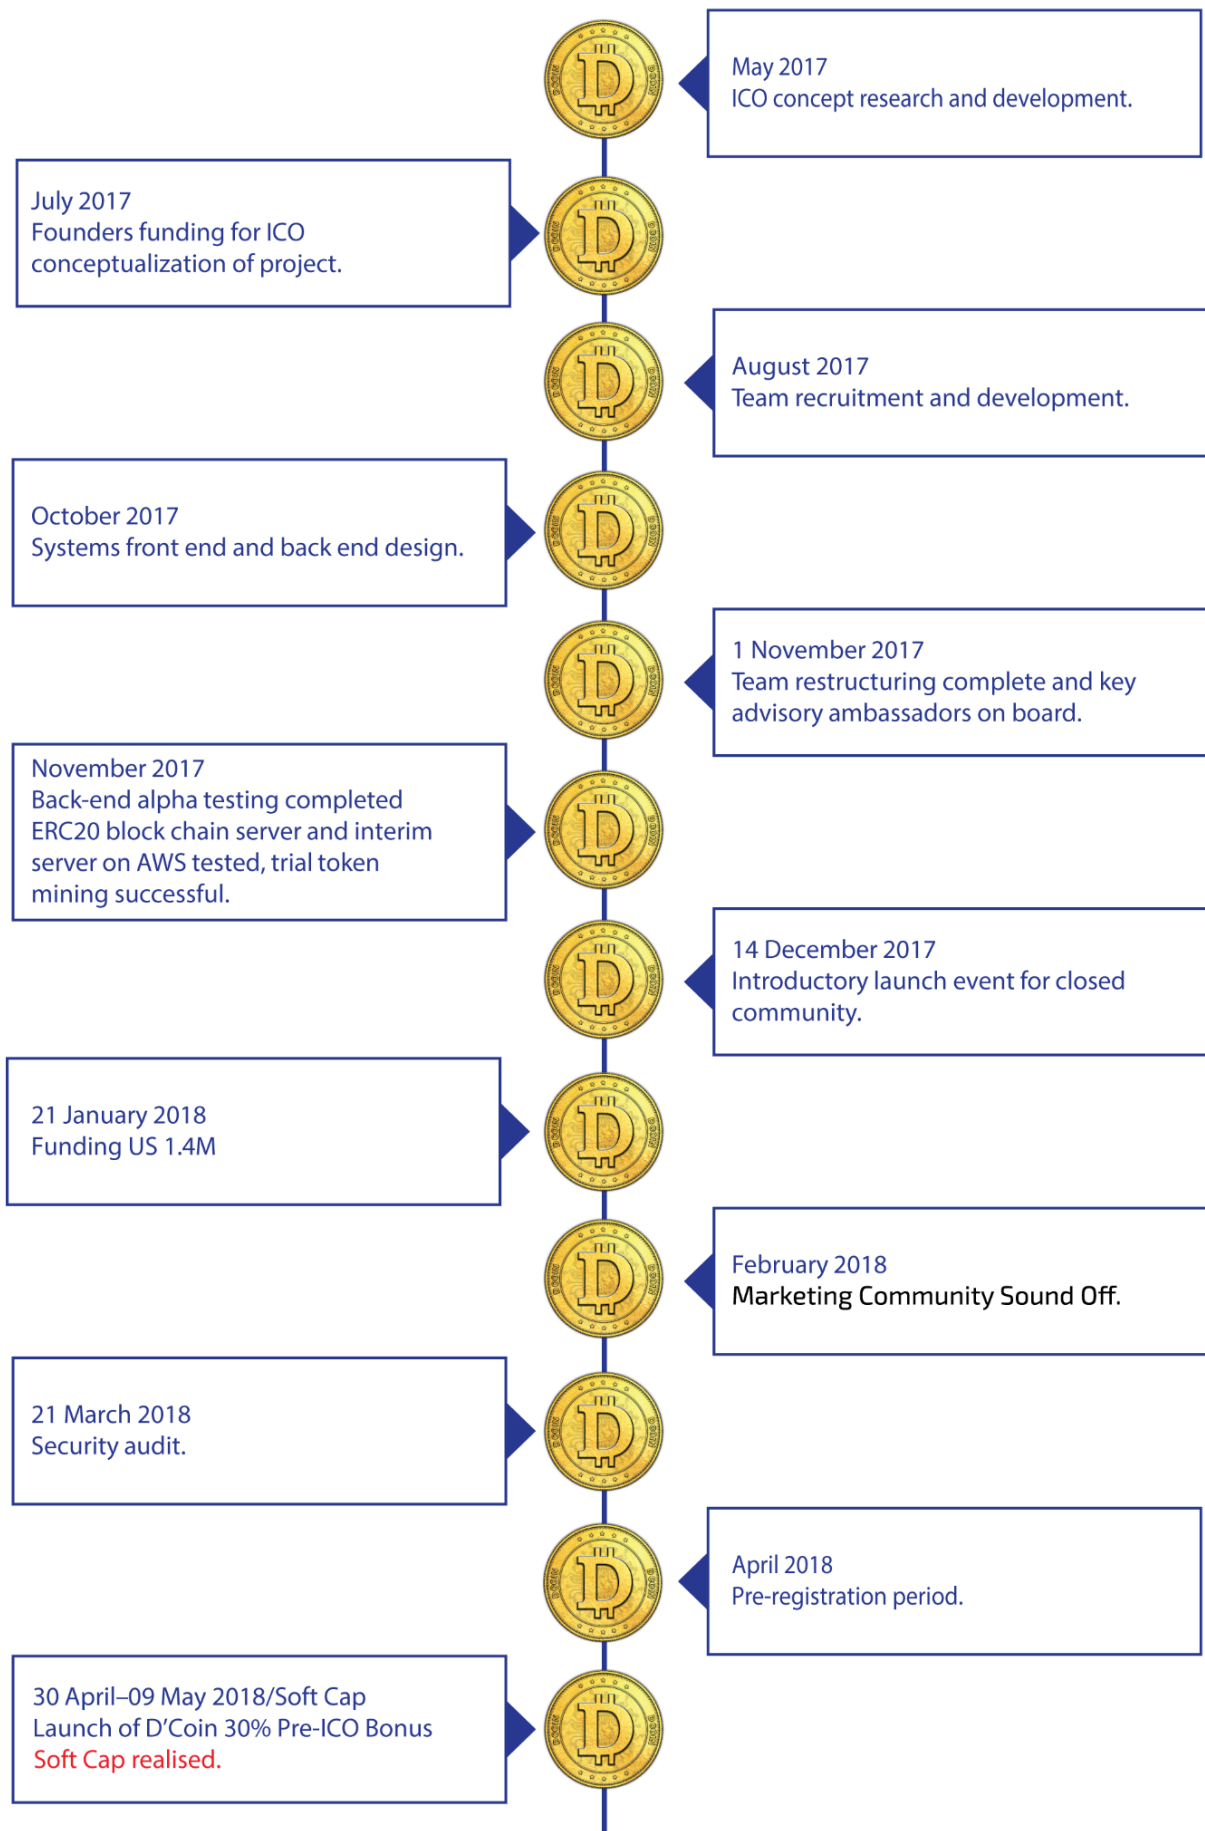 May 2017
ICO concept research and development.
July 2017
Founders funding for ICO
conceptualization of project.
August 2017
Team recruitment and development.
October 2017
Systems front end and back end design.
1 November 2017
Team restructuring complete and key
advisory ambassadors on board.
November 2017
Back-end alpha testing completed
ERC20 block chain server and interim
server on AWS tested, trial token
mining successful.
14 December 2017
Introductory launch event for closed
community.
21 January 2018
Funding US 1.4M
February 2018
Marketing Community Sound Off.
21 March 2018
Security audit.
April 2018
Pre-registration period.
30 April–09 May 2018/Soft Cap
Launch of D’Coin 30% Pre-ICO Bonus
Soft Cap realised.